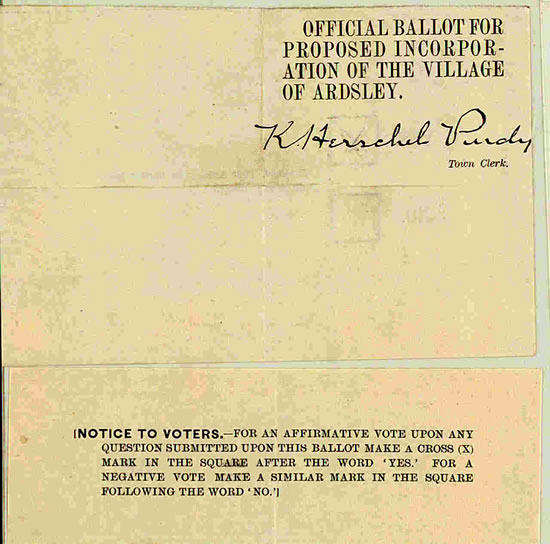 OFFICIAL BALLOT FOR
PROPOSED INCORPOR-
ATION OF THE VILLAGE
OF ARDSLEY.
K. Herschel Purdy
Town Clerk.
[NOTICE TO VOTERS.—FOR AN AFFIRMATIVE VOTE UPON ANY
QUESTION SUBMITTED UPON THIS BALLOT MAKE A CROSS (X)
MARK IN THE SQUARE AFTER THE WORD 'YES.' FOR A
NEGATIVE VOTE MAKE A SIMILAR MARK IN THE SQUARE
FOLLOWING THE WORD 'NO.']